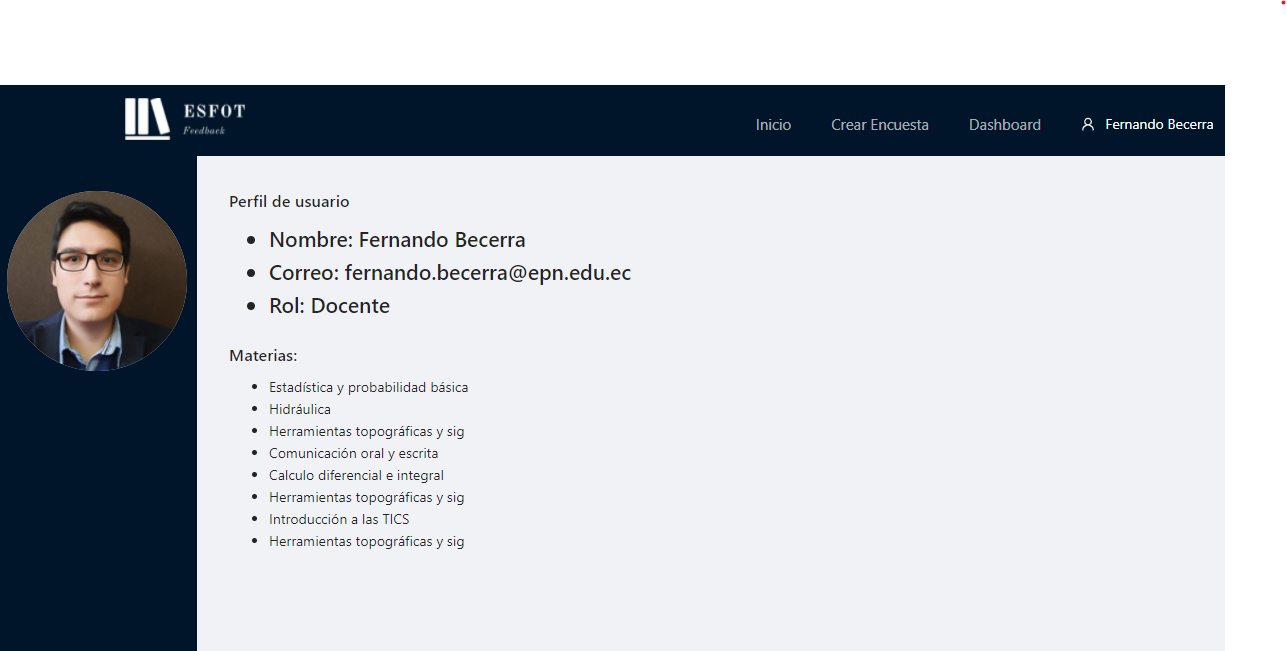 ESFOT
Feedback
Inicio
Crear Encuesta
Dashboard
Fernando Becerra
Perfil de usuario
Nombre: Fernando Becerra
Correo: fernando.becerra@epn.edu.ec
Rol: Docente
Materias:
Estadística y probabilidad básica
Hidráulica
Herramientas topográficas y sig
Comunicación oral y escrita
Calculo diferencial e integral
Herramientas topográficas y sig
Introducción a las TICS
Herramientas topográficas y sig